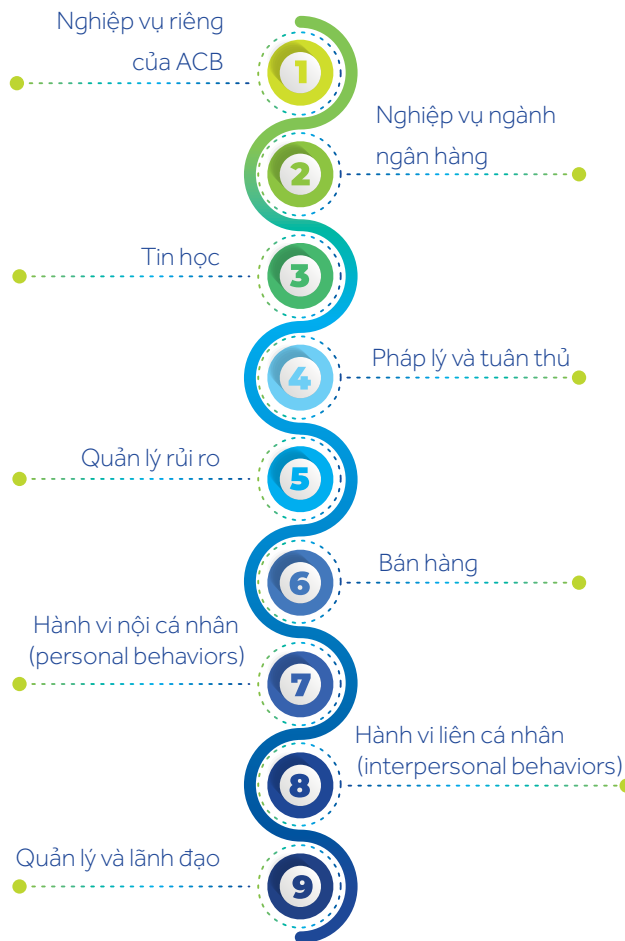 Nghiệp vụ riêng
của ACB
1
Nghiệp vụ ngành
ngân hàng
2
Tin học
3
Pháp lý và tuân thủ
4
Quản lý rủi ro
5
Bán hàng
6
Hành vi nội cá nhân
(personal behaviors)
7
Hành vi liên cá nhân
(interpersonal behaviors)
8
Quản lý và lãnh đạo
9